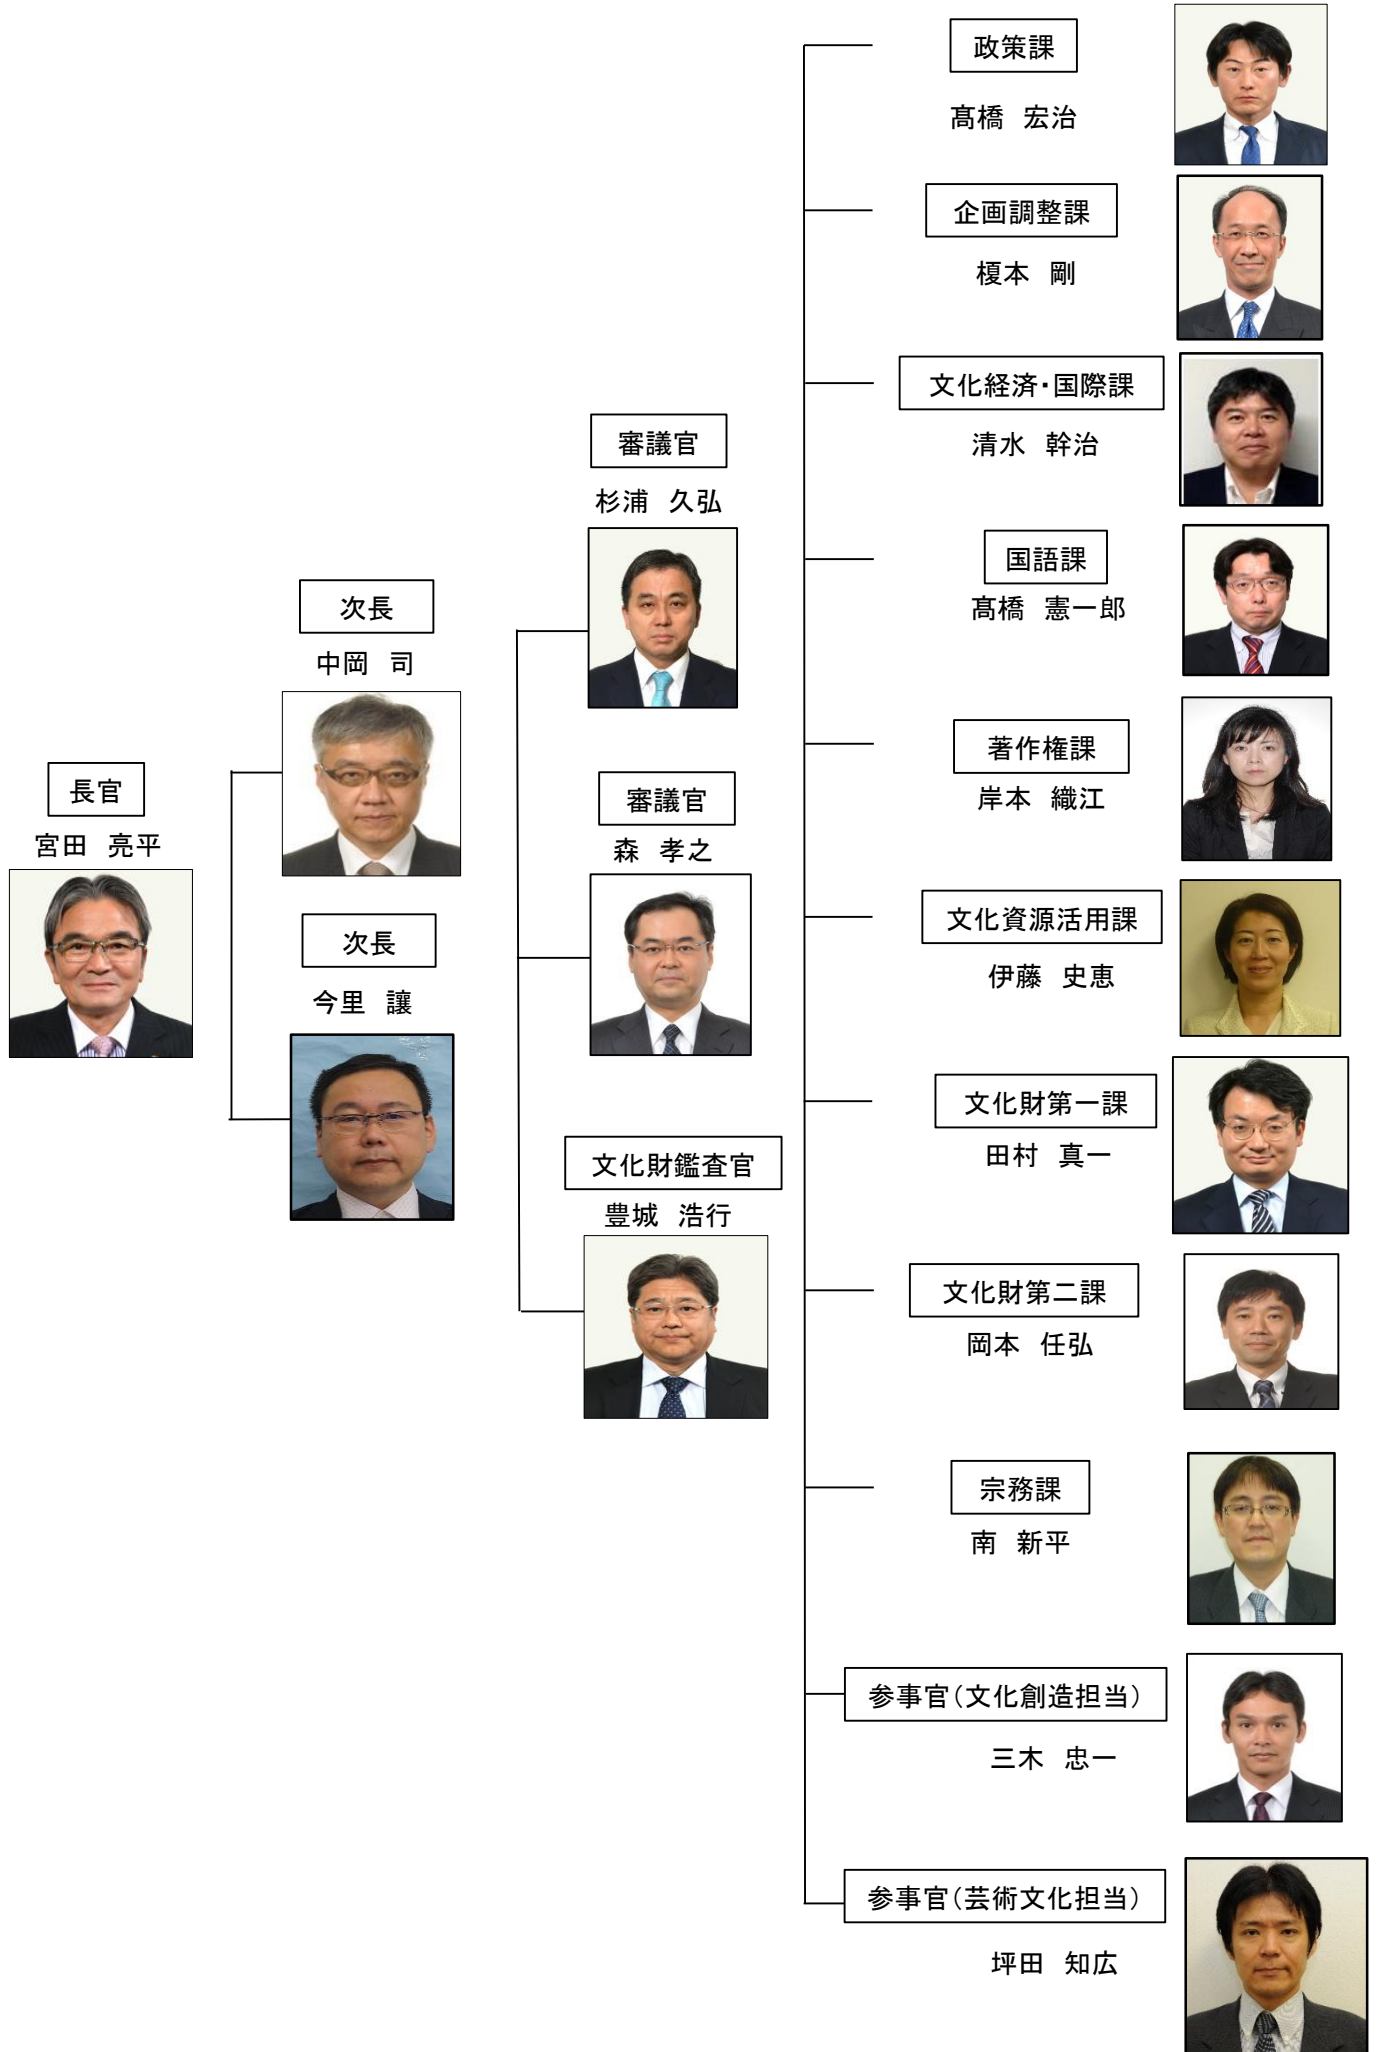 長官
宮田　亮平
次長
中岡　司
次長
今里　讓
審議官
杉浦　久弘
審議官
森　孝之
文化財鑑査官
豊城　浩行
政策課
髙橋　宏治
企画調整課
榎本　剛
文化経済・国際課
清水　幹治
国語課
髙橋　憲一郎
著作権課
岸本　織江
文化資源活用課
伊藤　史恵
文化財第一課
田村　真一
文化財第二課
岡本　任弘
宗務課
南　新平
参事官（文化創造担当）
三木　忠一
参事官（芸術文化担当）
坪田　知広